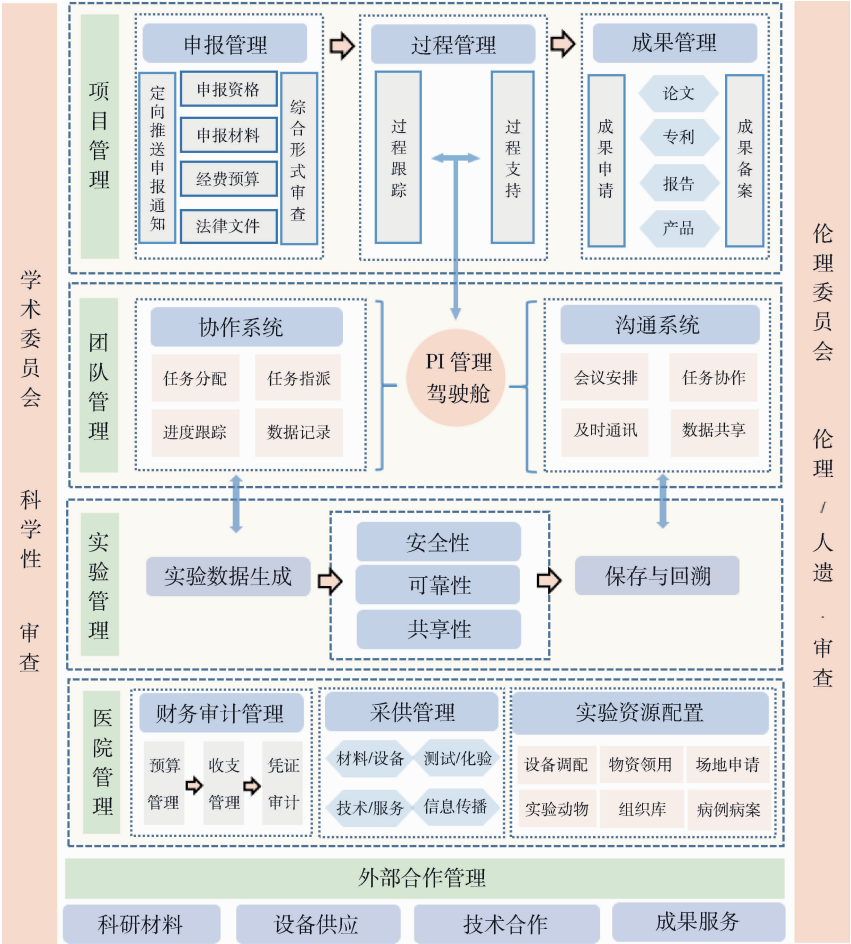 学术委员会
科学性
审查
项目管理
申报管理
定向推送申报通知
申报资格
申报材料
经费预算
法律文件
综合形式审查
过程管理
过程跟踪
过程支持
成果管理
成果申请
论文
专利
报告
产品
成果备案
团队管理
协作系统
任务分配
任务指派
进度跟踪
数据记录
PI 管理
驾驶舱
沟通系统
会议安排
任务协作
及时通讯
数据共享
实验管理
实验数据生成
安全性
可靠性
共享性
保存与回溯
医院管理
财务审计管理
预算
管理
收支
管理
凭证
审计
采供管理
材料/设备
测试/化验
技术/服务
信息传播
实验资源配置
设备调配
物资领用
场地申请
实验动物
组织库
病例病案
外部合作管理
科研材料
设备供应
技术合作
成果服务
伦理委员会
伦理/人遗·审查